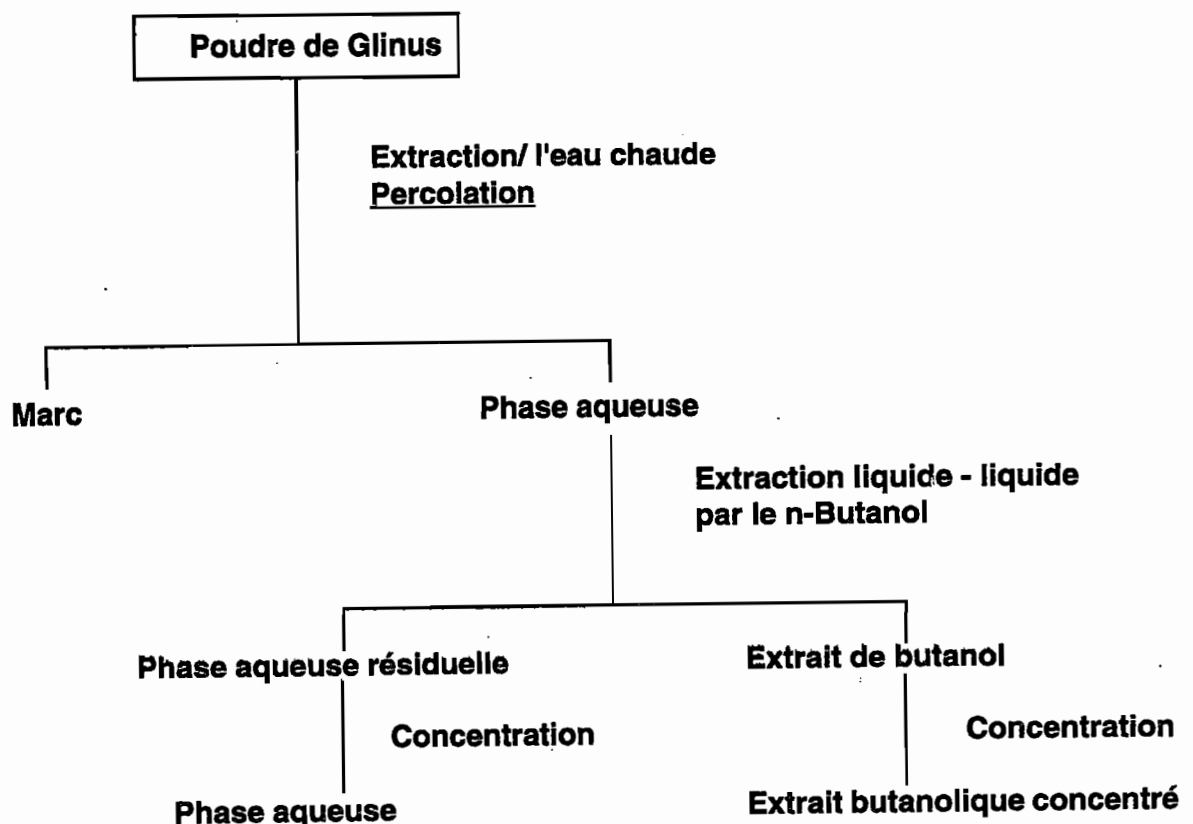 Poudre de Glinus
Extraction/ l'eau chaude
Percolation
Marc
Phase aqueuse
Extraction liquide - liquide
par le n-Butanol
Phase aqueuse résiduelle
Extrait de butanol
Concentration
Concentration
Phase aqueuse
Extrait butanolique concentré